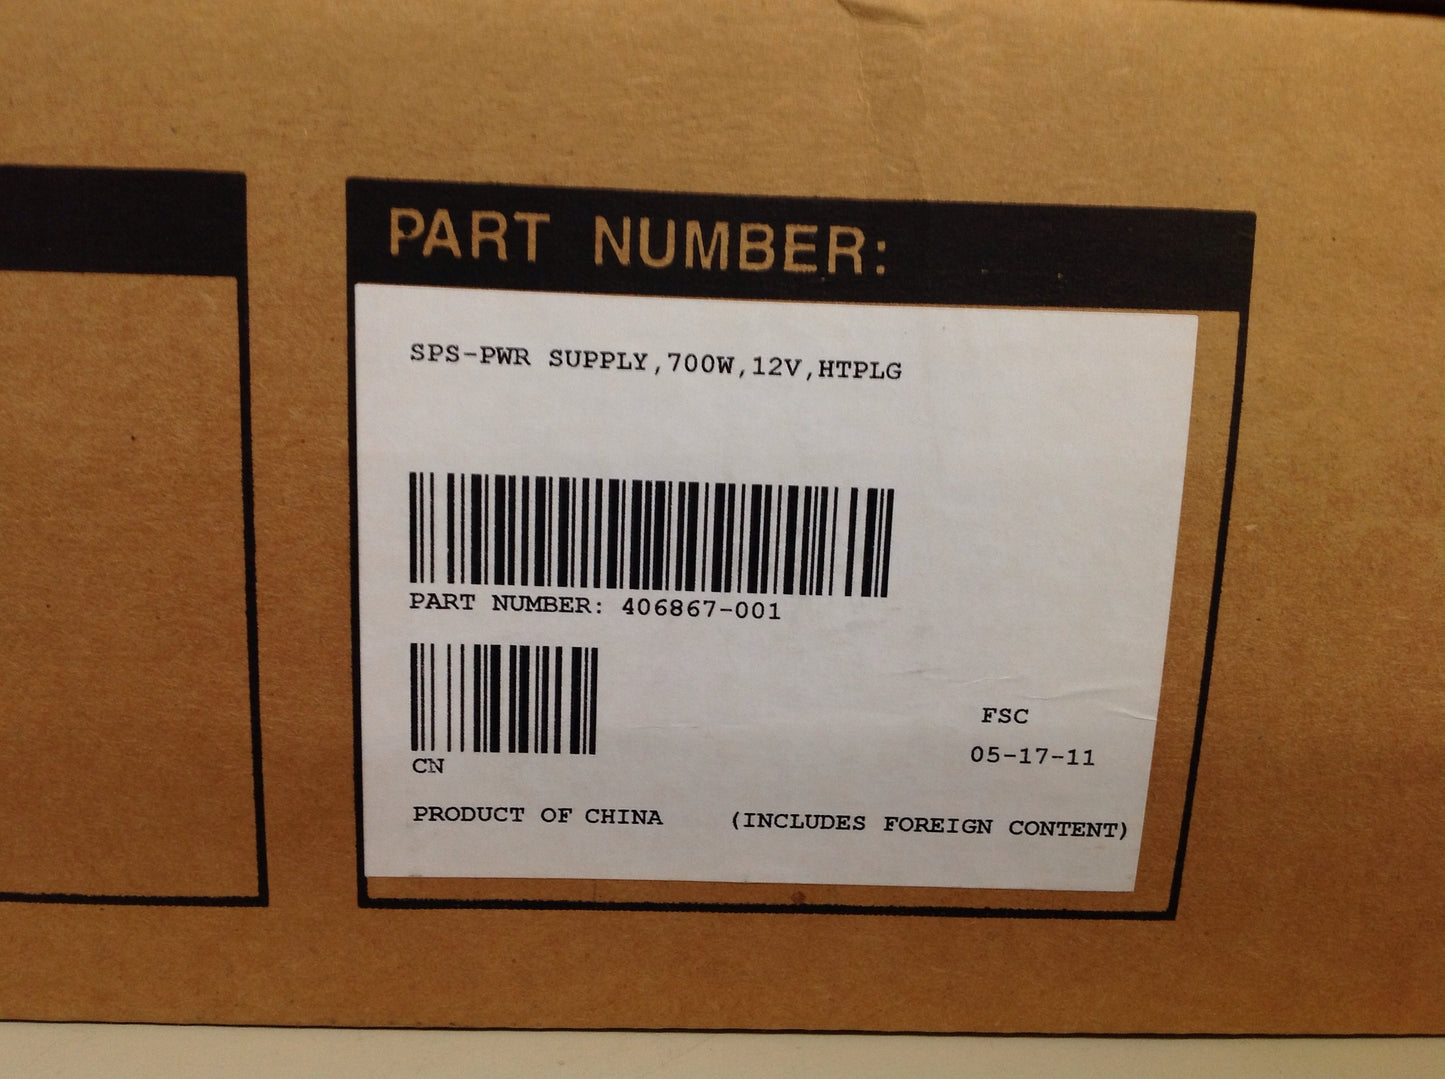 PART NUMBER:
SPS-PWR SUPPLY,700W,12V,HTPLG
PART NUMBER: 406867-001
CN
FSC
05-17-11
PRODUCT OF CHINA (INCLUDES FOREIGN CONTENT)